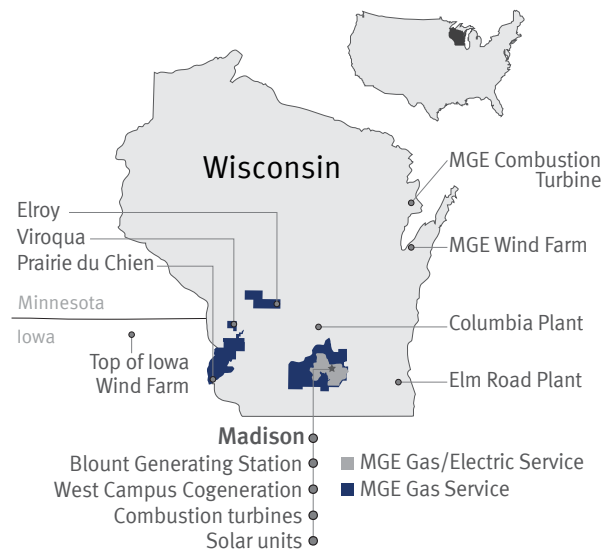 Wisconsin
MGE Combustion
Turbine
Elroy
Viroqua
MGE Wind Farm
Prairie du Chien
Minnesota
Iowa
Columbia Plant
Top of Iowa
Wind Farm
Elm Road Plant
Madison
Blount Generating Station
MGE Gas/Electric Service
West Campus Cogeneration
MGE Gas Service
Combustion turbines
Solar units